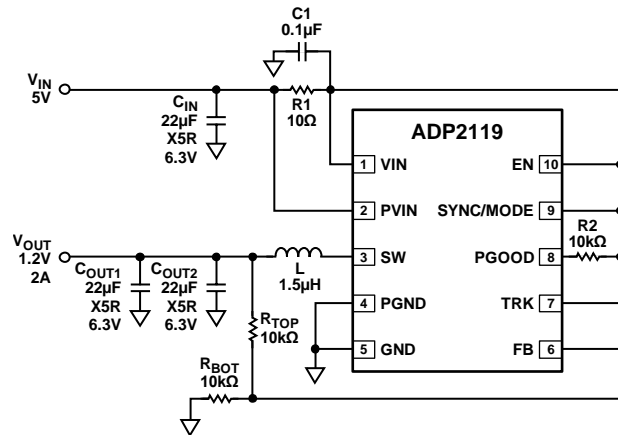 C1
0.1µF
VIN
5V
CIN
22µF
X5R
6.3V
R1
10Ω
ADP2119
1 VIN
EN 10
2 PVIN
SYNC/MODE 9
R2
10kΩ
3 SW
PGOOD 8
4 PGND
TRK 7
5 GND
FB 6
VOUT
1.2V
2A
COUT1
22µF
X5R
6.3V
COUT2
22µF
X5R
6.3V
L
1.5µH
RTOP
10kΩ
RBOT
10kΩ